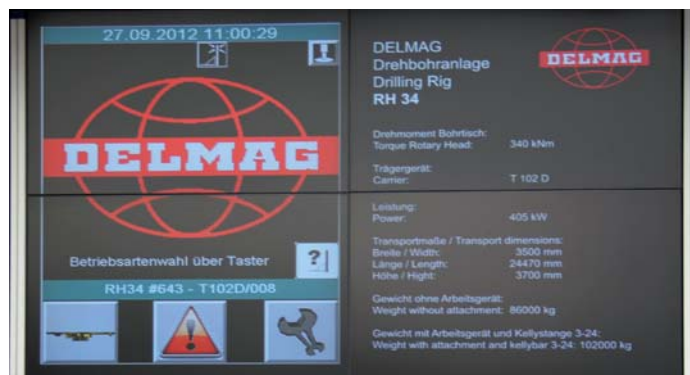 27.09.2012 11:00:29
DELMAG
Betriebsartenwahl über Taster
?
RH34 #643 - T102D/008
DELMAG
Drehbohranlage
Drilling Rig
RH 34
DELMAG
Drehmoment Bohrtisch:
Torque Rotary Head: 340 kNm
Trägergerät:
Carrier: T 102 D
Leistung:
Power: 405 kW
Transportmaße / Transport dimensions:
Breite / Width: 3500 mm
Länge / Length: 24470 mm
Höhe / Hight: 3700 mm
Gewicht ohne Arbeitsgerät:
Weight without attachment: 86000 kg
Gewicht mit Arbeitsgerät und Kellystange 3-24:
Weight with attachment and kellybar 3-24: 102000 kg